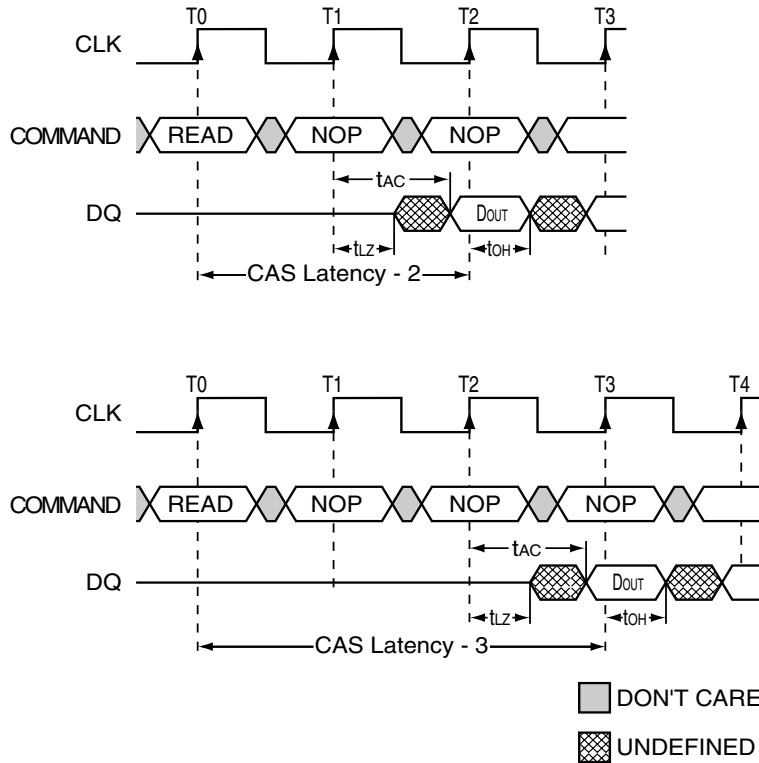 T0 T1 T2 T3
CLK
COMMAND READ NOP NOP
tAC
DQ DOUT
tLZ tOH
CAS Latency - 2
T0 T1 T2 T3 T4
CLK
COMMAND READ NOP NOP NOP
tAC
DQ DOUT
tLZ tOH
CAS Latency - 3
DON'T CARE
UNDEFINED